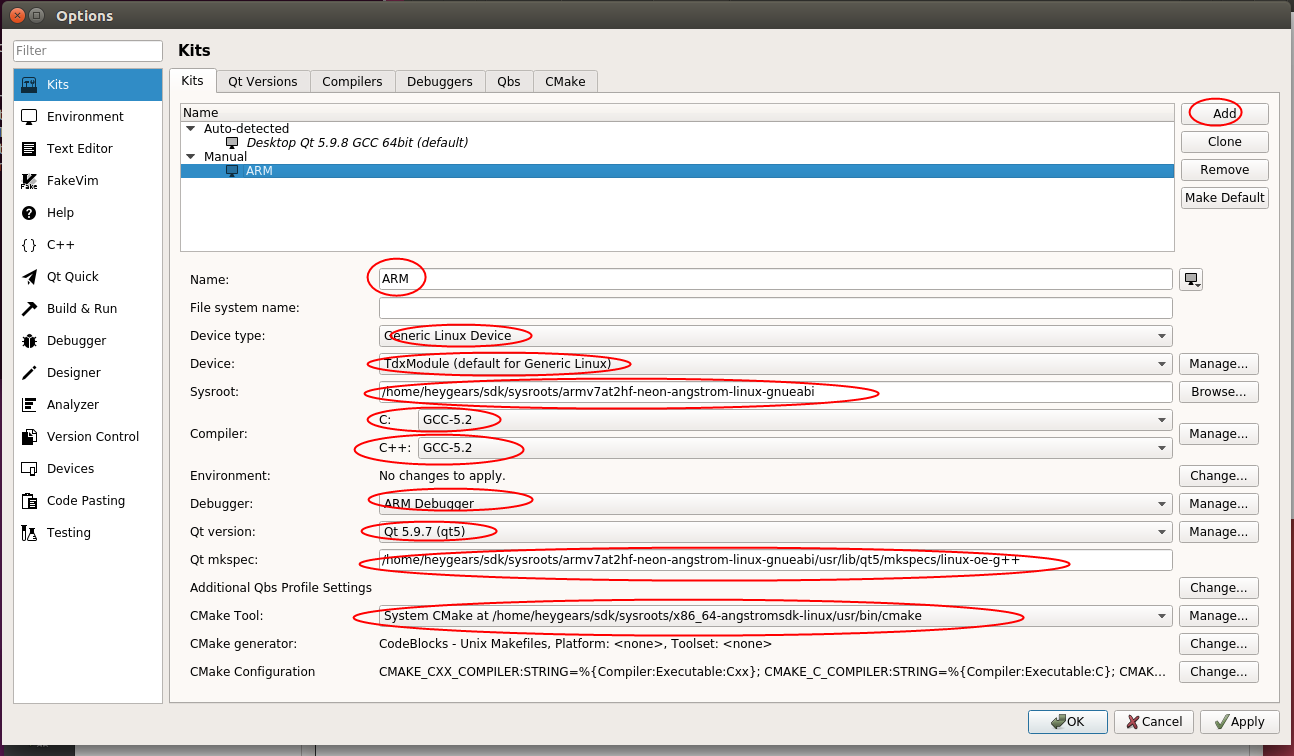 Options
Filter
Kits
Environment
Text Editor
FakeVim
Help
C++
Qt Quick
Build & Run
Debugger
Designer
Analyzer
Version Control
Devices
Code Pasting
Testing
Kits
Kits Qt Versions Compilers Debuggers Qbs CMake
Name
Auto-detected
Desktop Qt 5.9.8 GCC 64bit (default)
Manual
ARM
Add
Clone
Remove
Make Default
Name: ARM
File system name:
Device type: Generic Linux Device
Device: TdxModule (default for Generic Linux) Manage...
Sysroot: /home/heygears/sdk/sysroots/armv7at2hf-neon-angstrom-linux-gnueabi Browse...
Compiler: C: GCC-5.2 Manage...
C++: GCC-5.2
Environment: No changes to apply. Change...
Debugger: ARM Debugger Manage...
Qt version: Qt 5.9.7 (qt5) Manage...
Qt mkspec: /home/heygears/sdk/sysroots/armv7at2hf-neon-angstrom-linux-gnueabi/usr/lib/qt5/mkspecs/linux-oe-g++
Additional Qbs Profile Settings Change...
CMake Tool: System CMake at /home/heygears/sdk/sysroots/x86_64-angstromsdk-linux/usr/bin/cmake Manage...
CMake generator: CodeBlocks - Unix Makefiles, Platform: <none>, Toolset: <none> Change...
CMake Configuration CMAKE_CXX_COMPILER:STRING=%{Compiler:Executable:Cxx}; CMAKE_C_COMPILER:STRING=%{Compiler:Executable:C}; CMAK... Change...
OK Cancel Apply